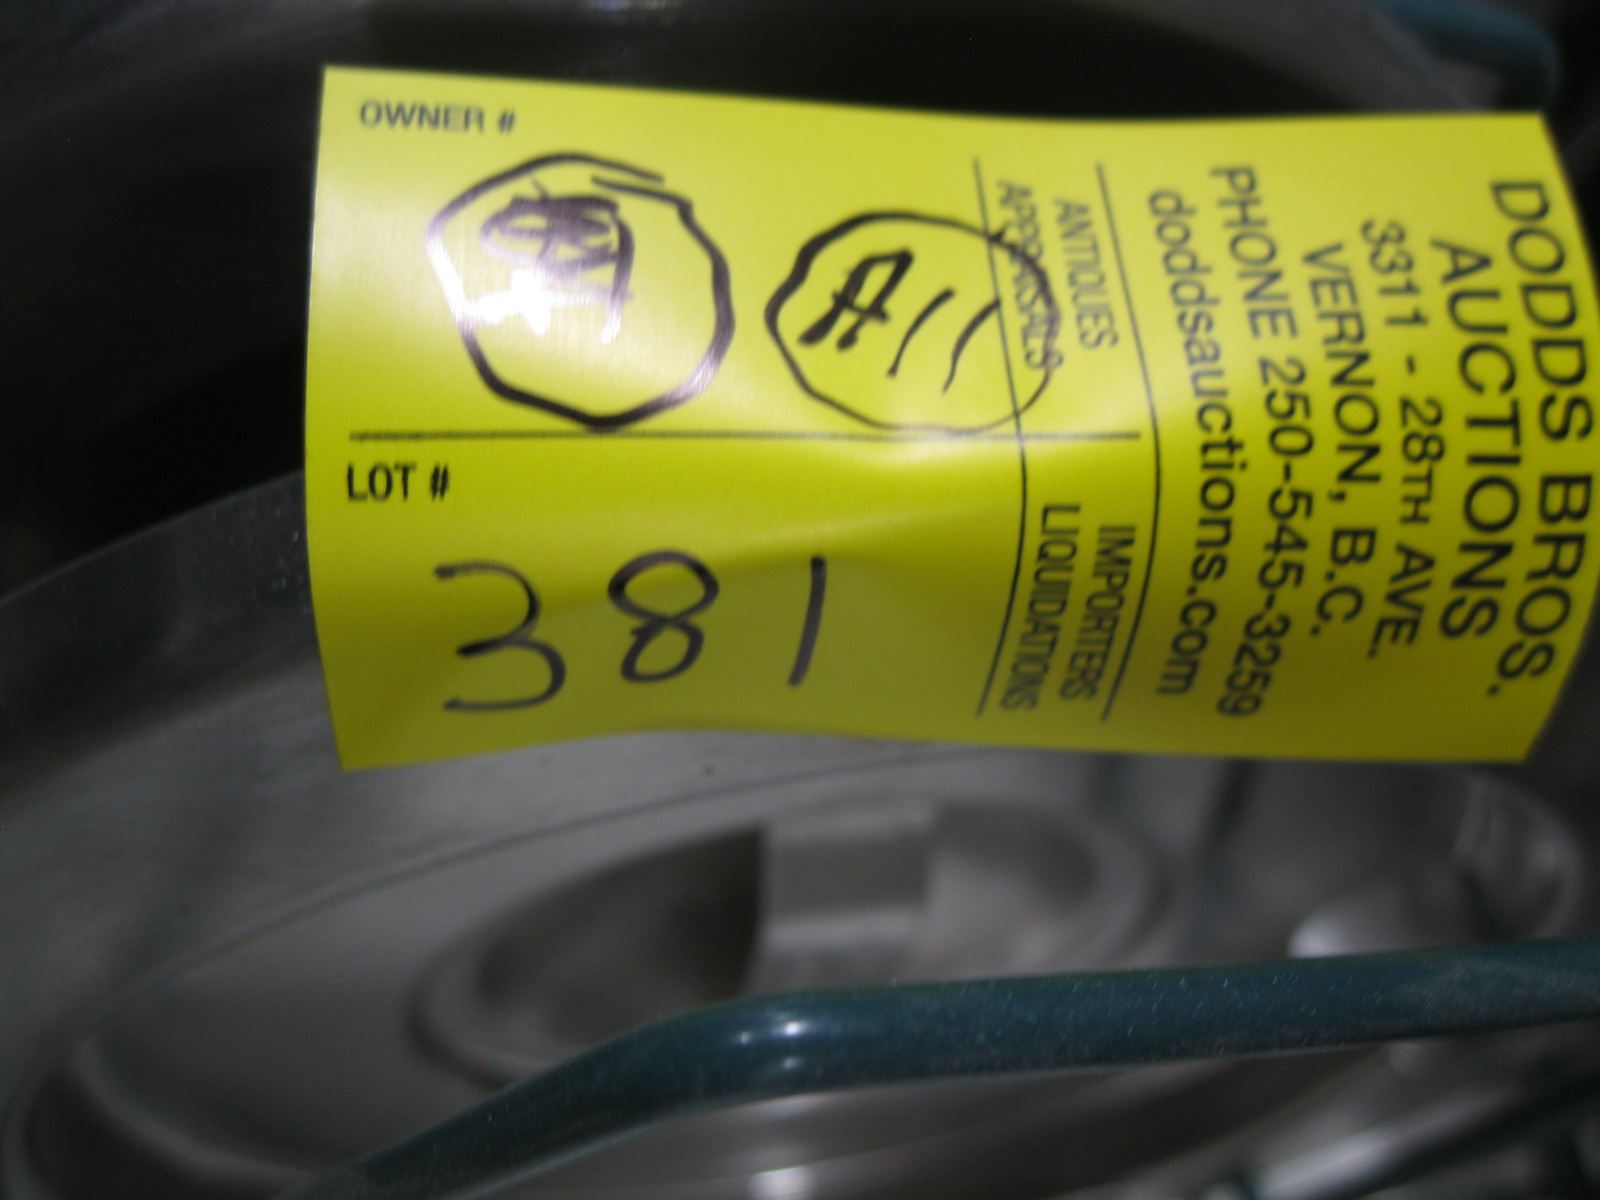 OWNER #
A11
LOT #
381
ANTIQUES
APPRAISALS
IMPORTERS
LIQUIDATIONS
DODDS BROS.
AUCTIONS
3311 - 28TH AVE.
VERNON, B.C.
PHONE 250-545-3259
doddsauctions.com